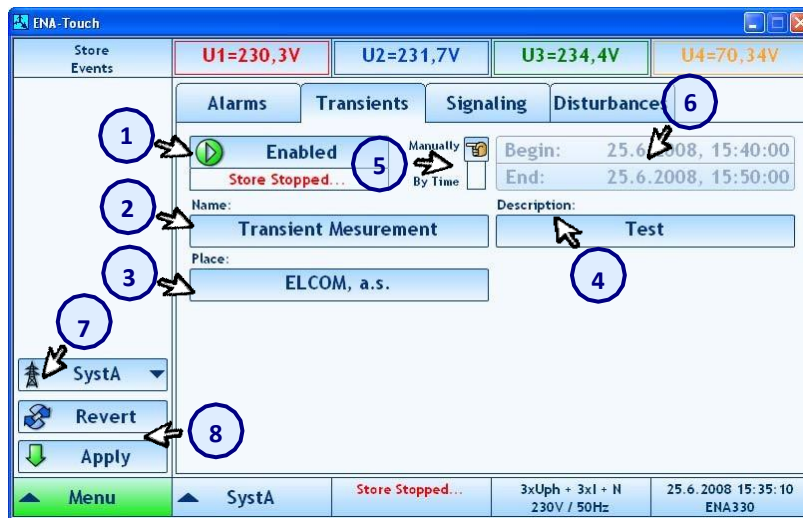 ENA-Touch
Store
Events
U1=230,3V
U2=231,7V
U3=234,4V
U4=70,34V
Alarms
Transients
Signaling
Disturbances
6
1
Enabled
Store Stopped...
5
Manually
By Time
Begin: 25.6.2008, 15:40:00
End: 25.6.2008, 15:50:00
2
Name:
Transient Mesurement
Description:
Test
3
Place:
ELCOM, a.s.
4
7
SystA
Revert
8
Apply
Menu
SystA
Store Stopped...
3xUph + 3xI + N
230V / 50Hz
25.6.2008 15:35:10
ENA330